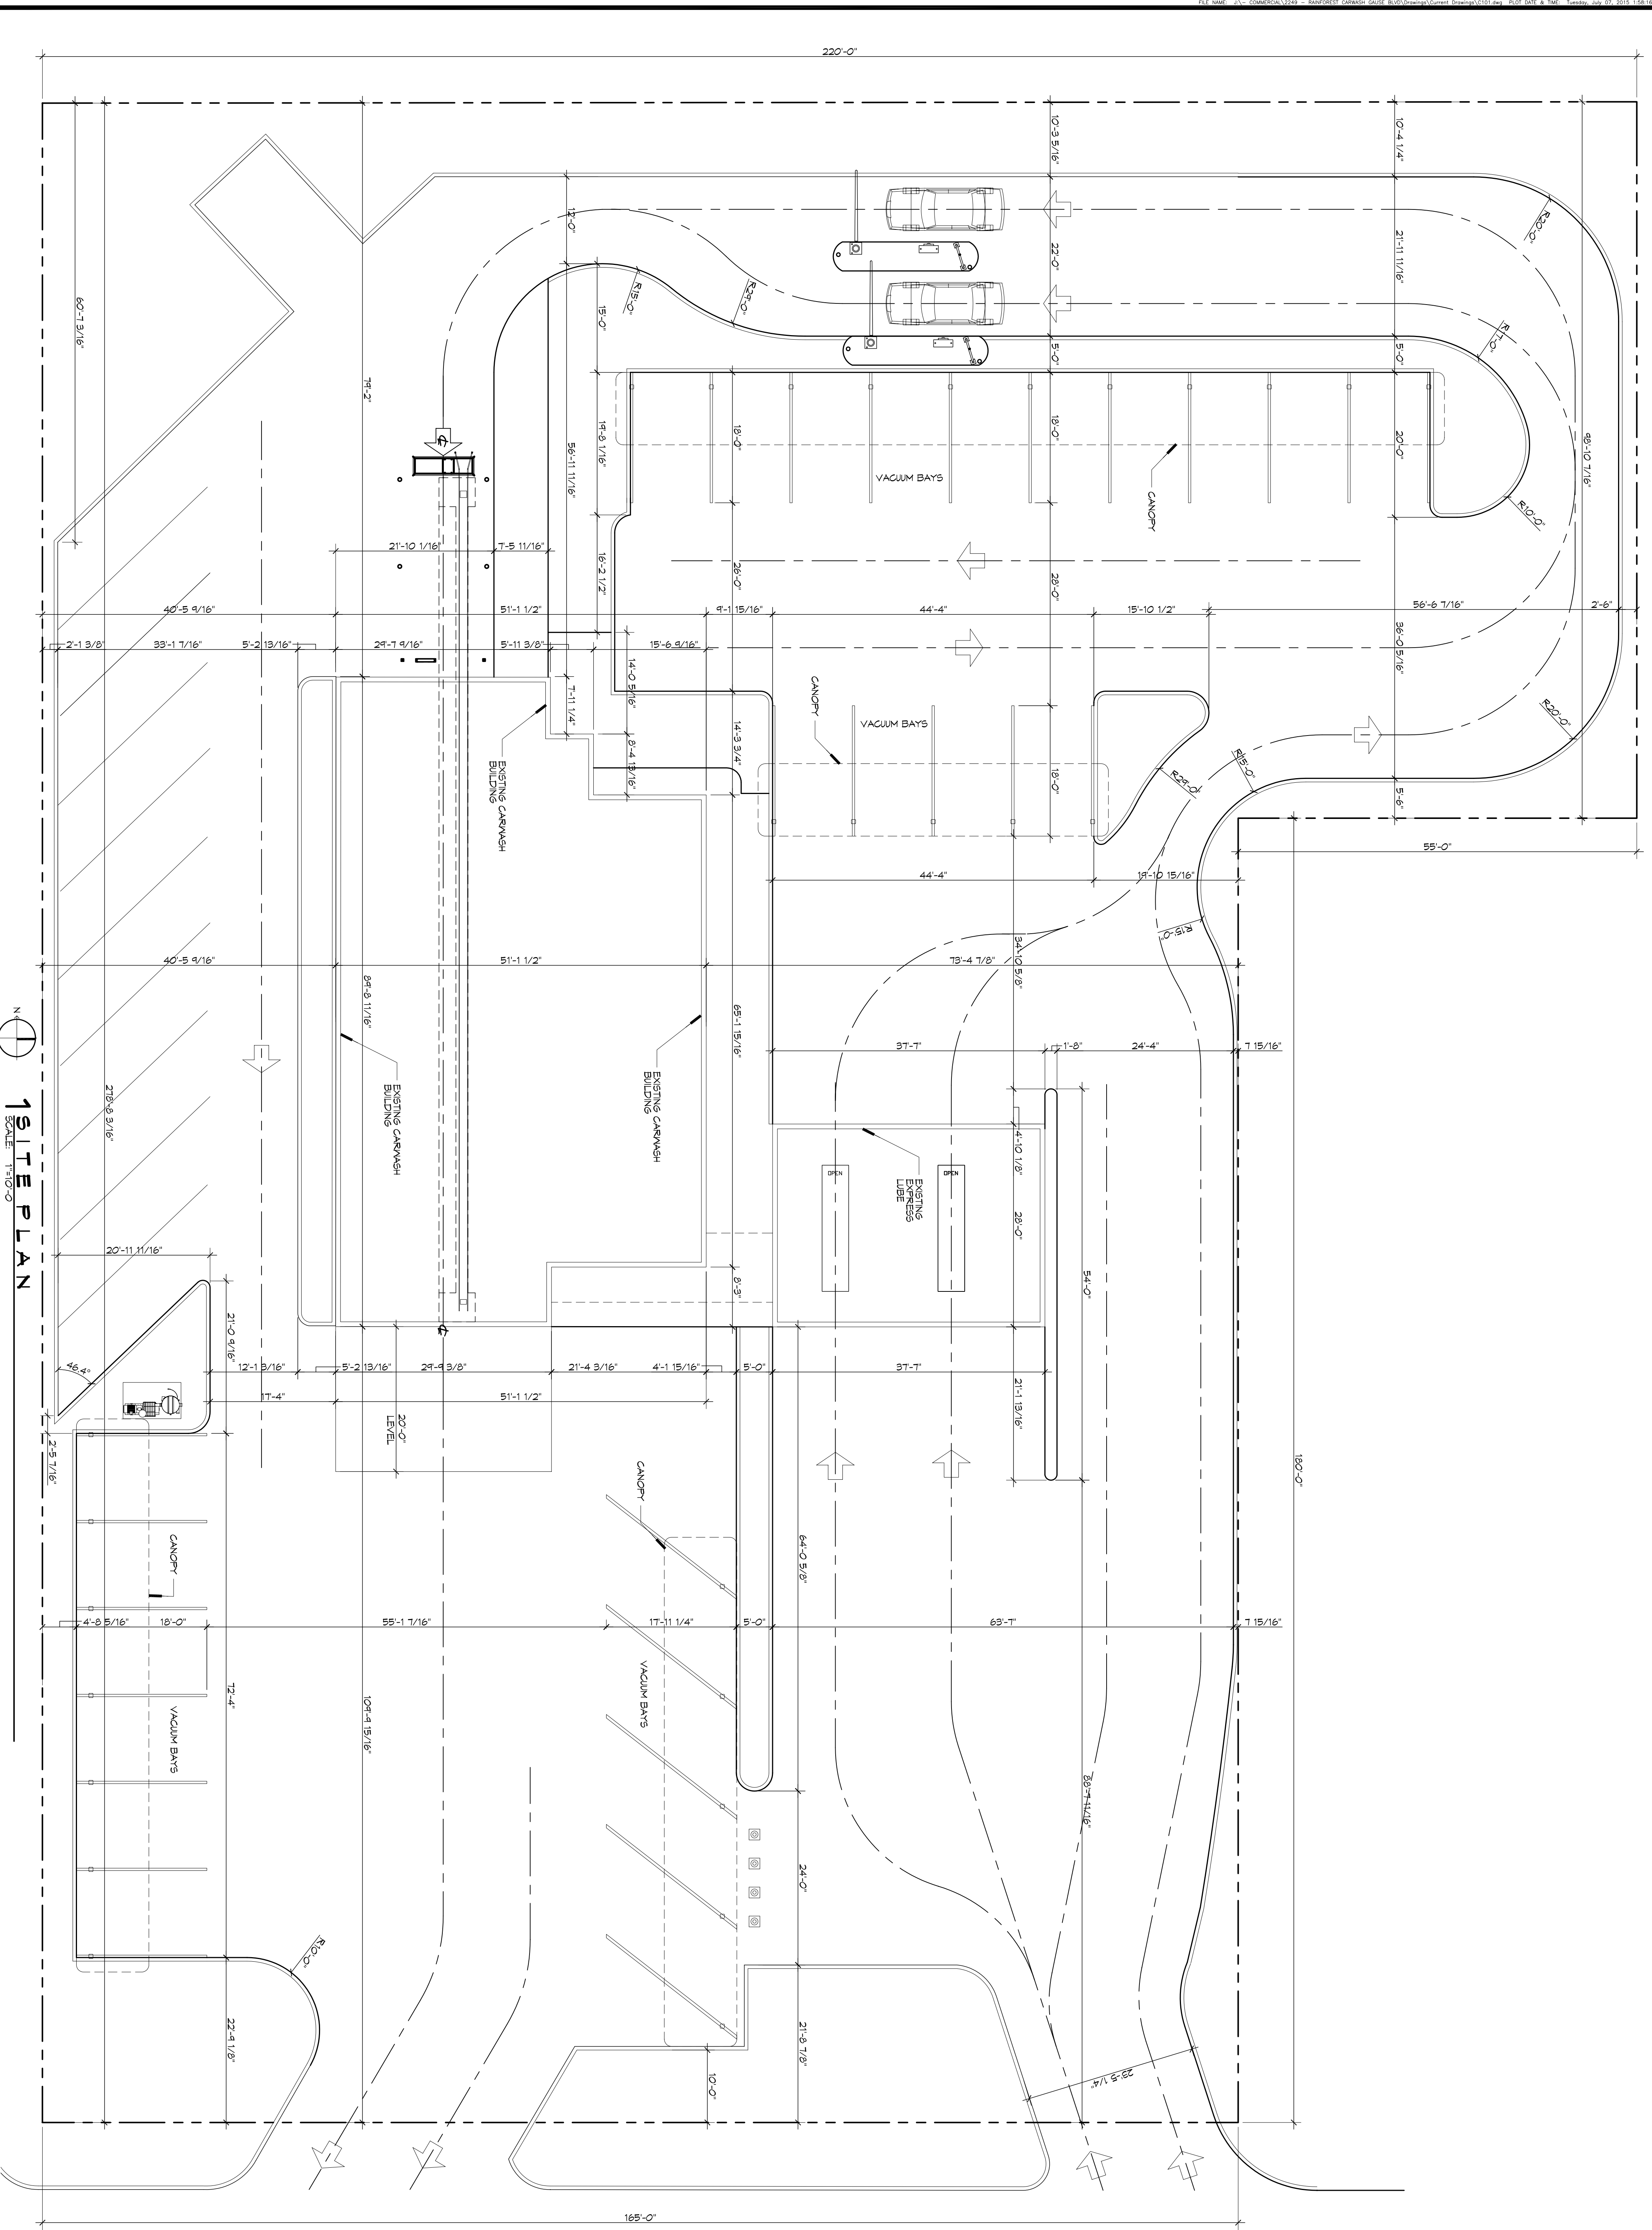 FILE NAME: J:\- COMMERCIAL\2249 - RAINFOREST CARWASH GAUSE BLVD\Drawings\Current Drawings\C101.dwg PLOT DATE & TIME: Tuesday, July 07, 2015 1:58:16
220'-0"
10'-3 5/16"
10'-4 1/4"
12'-0"
22'-0"
21'-11 11/16"
R20'-0"
60'-7 3/16"
15'-0"
R15'-0"
R29'-0"
5'-0"
5'-0"
79'-2"
19'-8 1/16"
56'-11 11/16"
18'-0"
18'-0"
20'-0"
98'-10 7/16"
VACUUM BAYS
CANOPY
R10'-0"
21'-10 1/16"
7'-5 11/16"
16'-2 1/2"
26'-0"
28'-0"
40'-5 9/16"
51'-1 1/2"
9'-1 15/16"
44'-4"
15'-10 1/2"
56'-6 7/16"
2'-6"
36'-0 5/16"
2'-1 3/8"
33'-1 7/16"
5'-2 13/16"
29'-7 9/16"
5'-11 3/8"
15'-6 9/16"
14'-0 5/16"
7'-11 1/4"
CANOPY
VACUUM BAYS
R20'-0"
14'-3 3/4"
8'-4 13/16"
EXISTING CARWASH
BUILDING
18'-0"
R29'-0"
R15'-0"
5'-6"
55'-0"
44'-4"
19'-10 15/16"
R15'-0"
34'-10 5/8"
40'-5 9/16"
51'-1 1/2"
73'-4 7/8"
89'-8 11/16"
65'-1 15/16"
37'-7"
1'-8"
24'-4"
7 15/16"
N
278'-8 3/16"
EXISTING CARWASH
BUILDING
EXISTING CARWASH
BUILDING
4'-10 1/8"
1 SITE PLAN
SCALE: 1"=10'-0
OPEN
OPEN
EXISTING
EXPRESS
LUBE
28'-0"
20'-11 11/16"
54'-0"
8'-3"
21'-0 9/16"
46.4°
12'-1 3/16"
5'-2 13/16"
29'-9 3/8"
21'-4 3/16"
4'-1 15/16"
5'-0"
37'-7"
17'-4"
51'-1 1/2"
21'-1 13/16"
20'-0"
LEVEL
2'-5 7/16"
CANOPY
180'-0"
CANOPY
64'-0 5/8"
4'-8 5/16"
18'-0"
55'-1 7/16"
17'-11 1/4"
5'-0"
63'-7"
7 15/16"
VACUUM BAYS
72'-4"
109'-9 15/16"
VACUUM BAYS
88'-7 11/16"
24'-0"
22'-9 1/8"
21'-8 7/8"
10'-0"
23'-5 1/4"
165'-0"